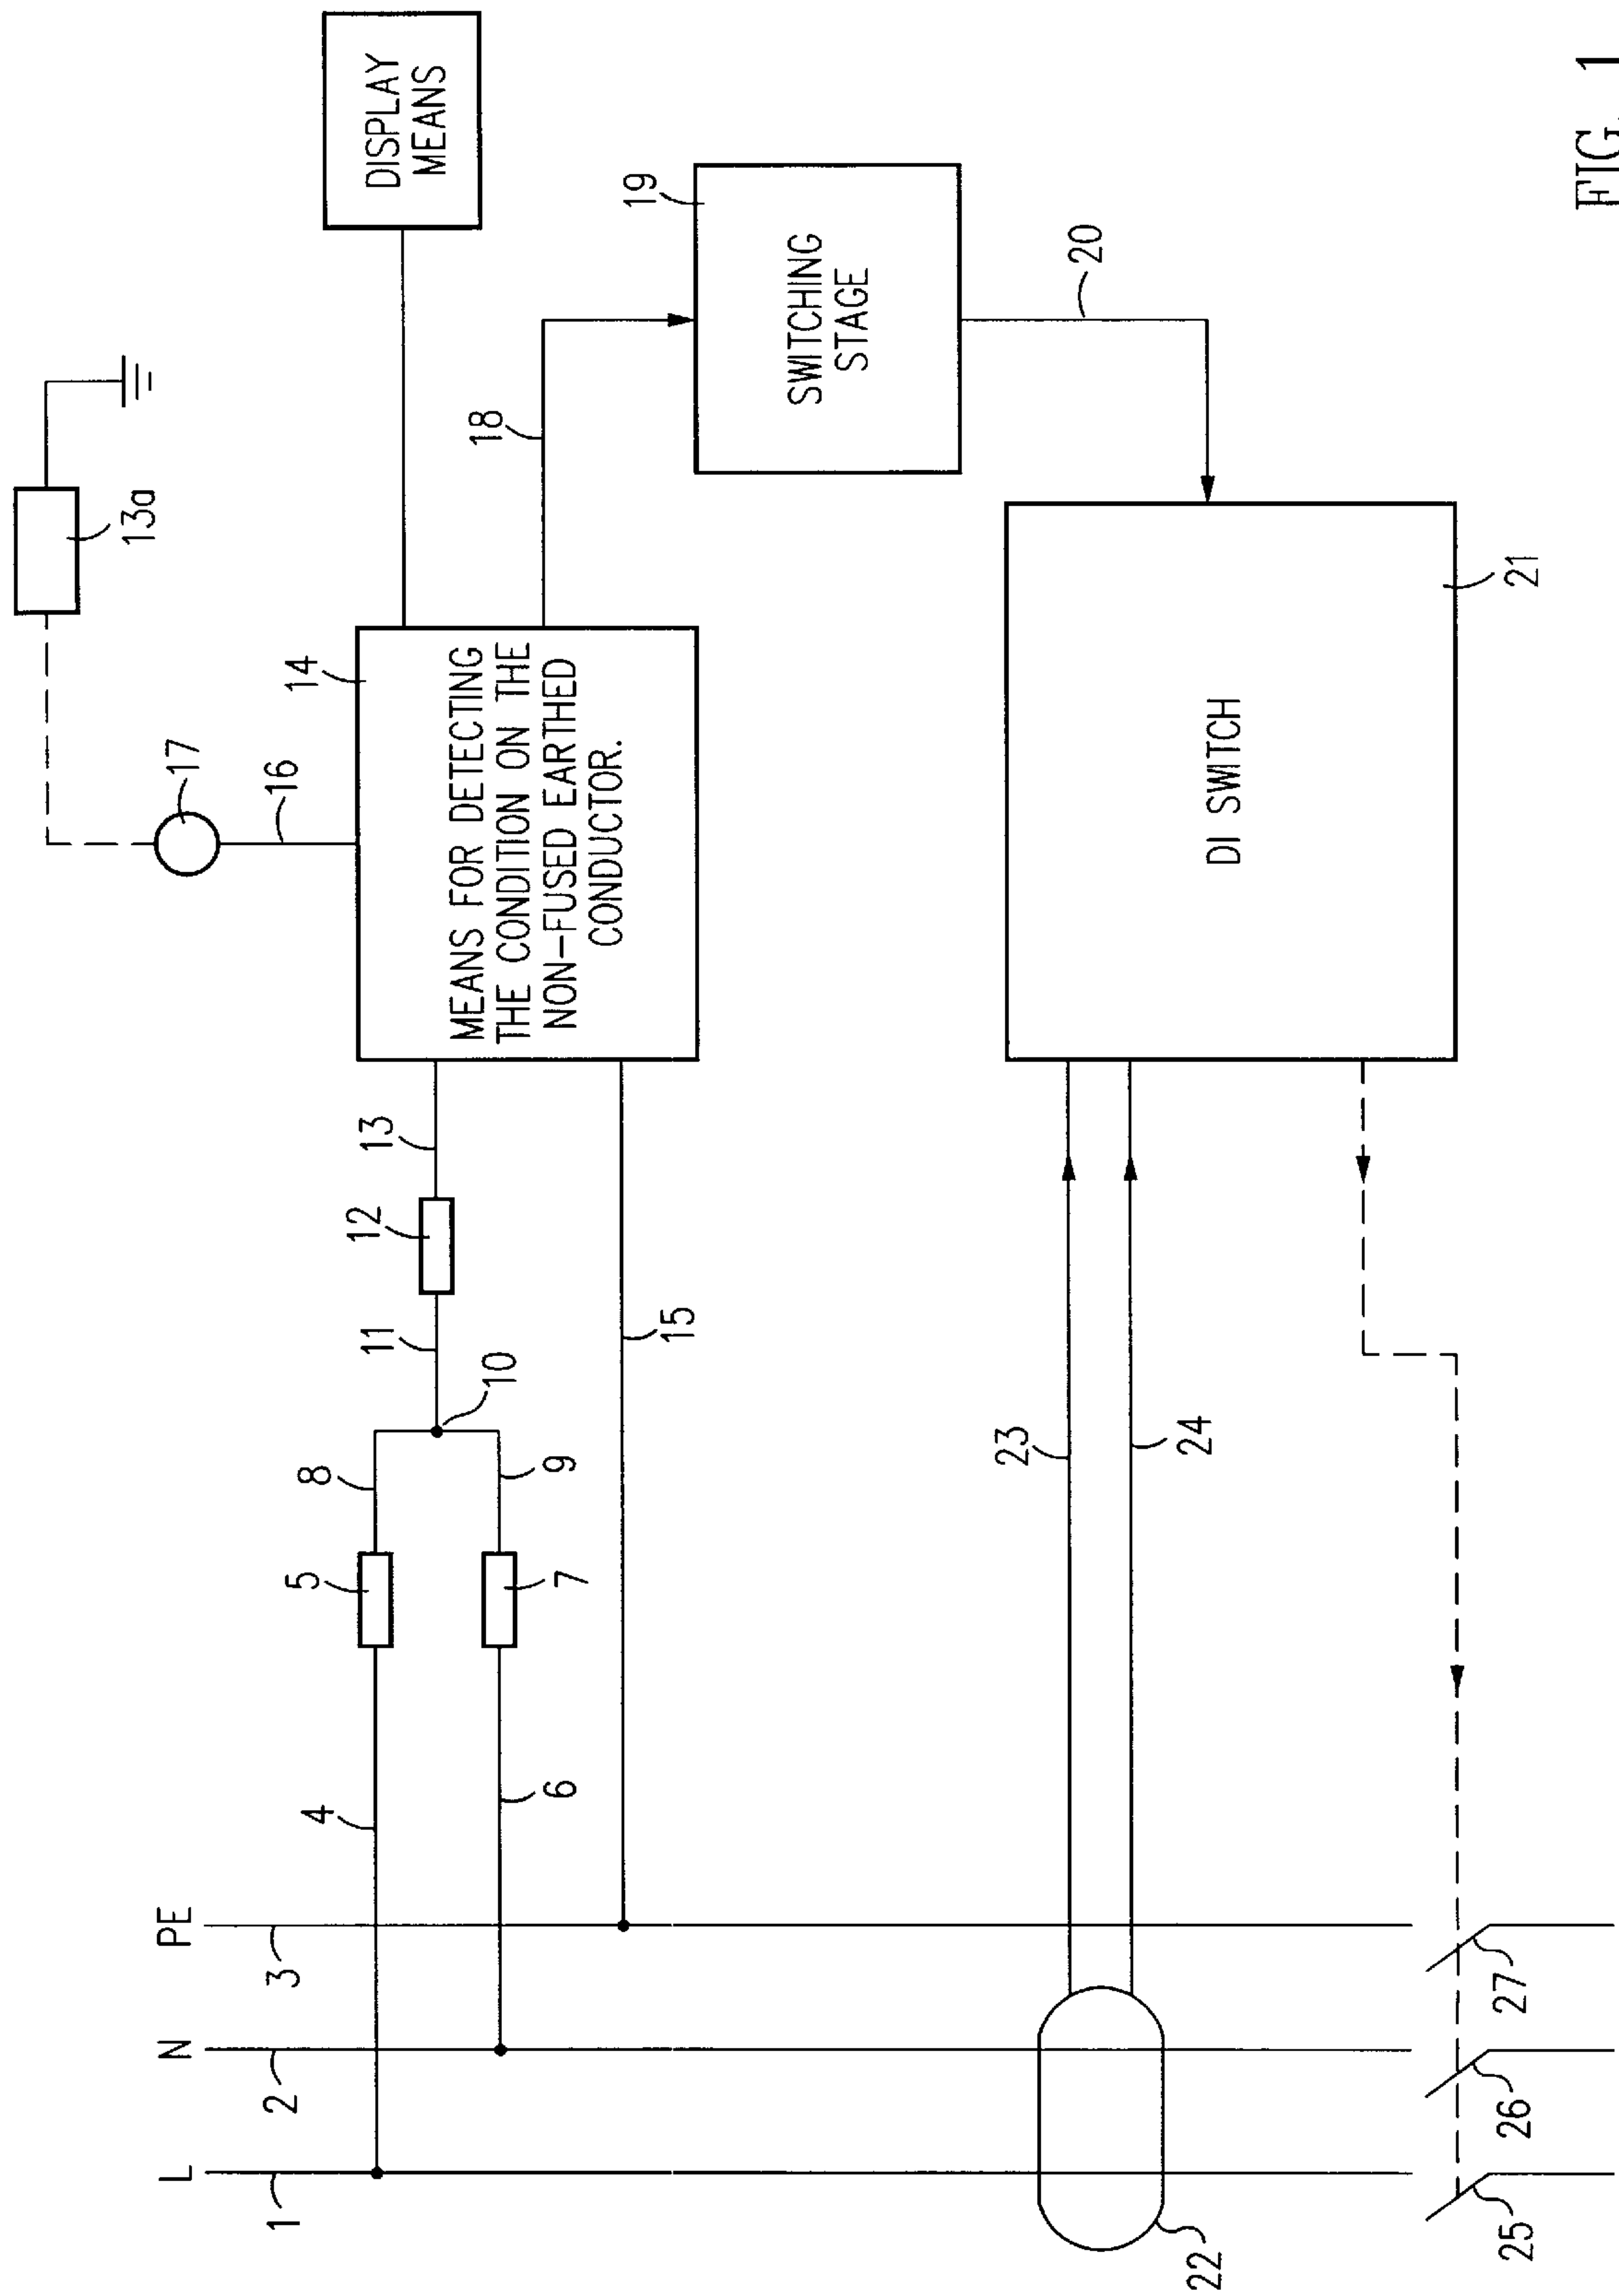 L
N
PE
1
2
3
4
5
6
7
8
9
10
11
12
13
14
MEANS FOR DETECTING
THE CONDITION ON THE
NON-FUSED EARTHED
CONDUCTOR.
15
16
17
13a
DISPLAY
MEANS
18
19
SWITCHING
STAGE
20
DI SWITCH
21
22
23
24
25
26
27
FIG. 1